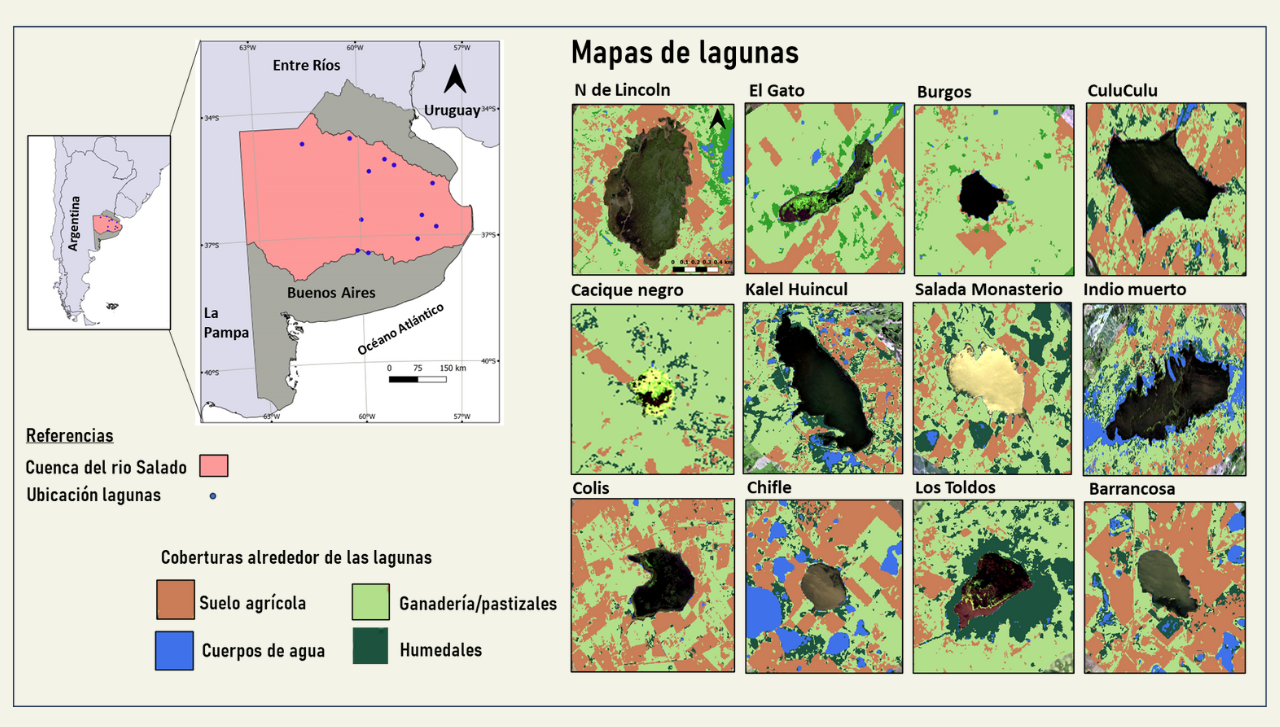 Mapas de lagunas
63°W
60°W
57°W
Entre Ríos
Uruguay
34°S
34°S
Argentina
37°S
37°S
Buenos Aires
La
Pampa
Océano Atlántico
0 75 150 km
40°S
40°S
63°W
60°W
57°W
Referencias
Cuenca del rio Salado
Ubicación lagunas
Coberturas alrededor de las lagunas
Suelo agrícola
Ganadería/pastizales
Cuerpos de agua
Humedales
N de Lincoln
El Gato
Burgos
CuluCulu
0 0.1 0.2 0.3 0.4 km
Cacique negro
Kalel Huincul
Salada Monasterio
Indio muerto
Colis
Chifle
Los Toldos
Barrancosa